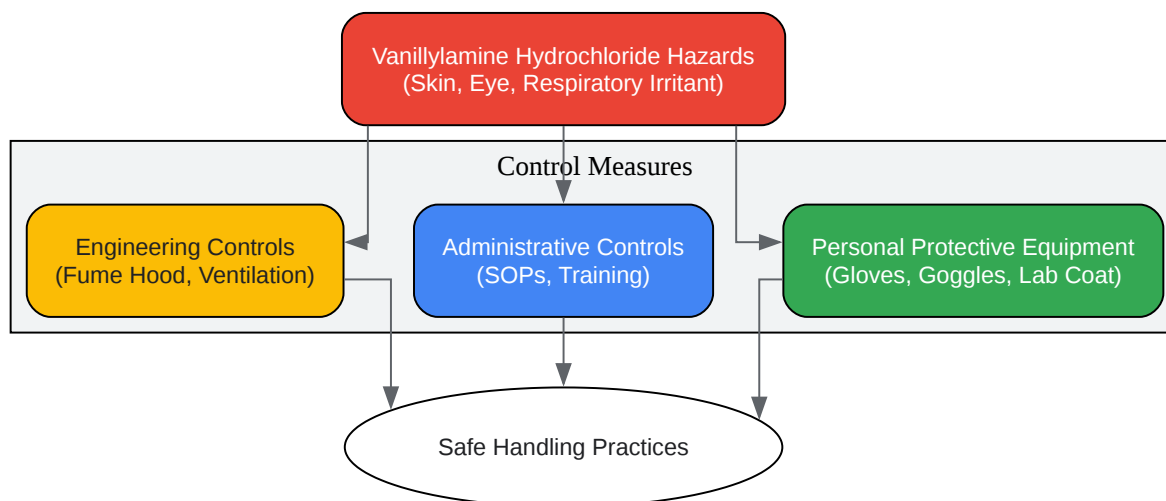 Vanillylamine Hydrochloride Hazards
(Skin, Eye, Respiratory Irritant)
Control Measures
Engineering Controls
(Fume Hood, Ventilation)
Administrative Controls
(SOPs, Training)
Personal Protective Equipment
(Gloves, Goggles, Lab Coat)
Safe Handling Practices